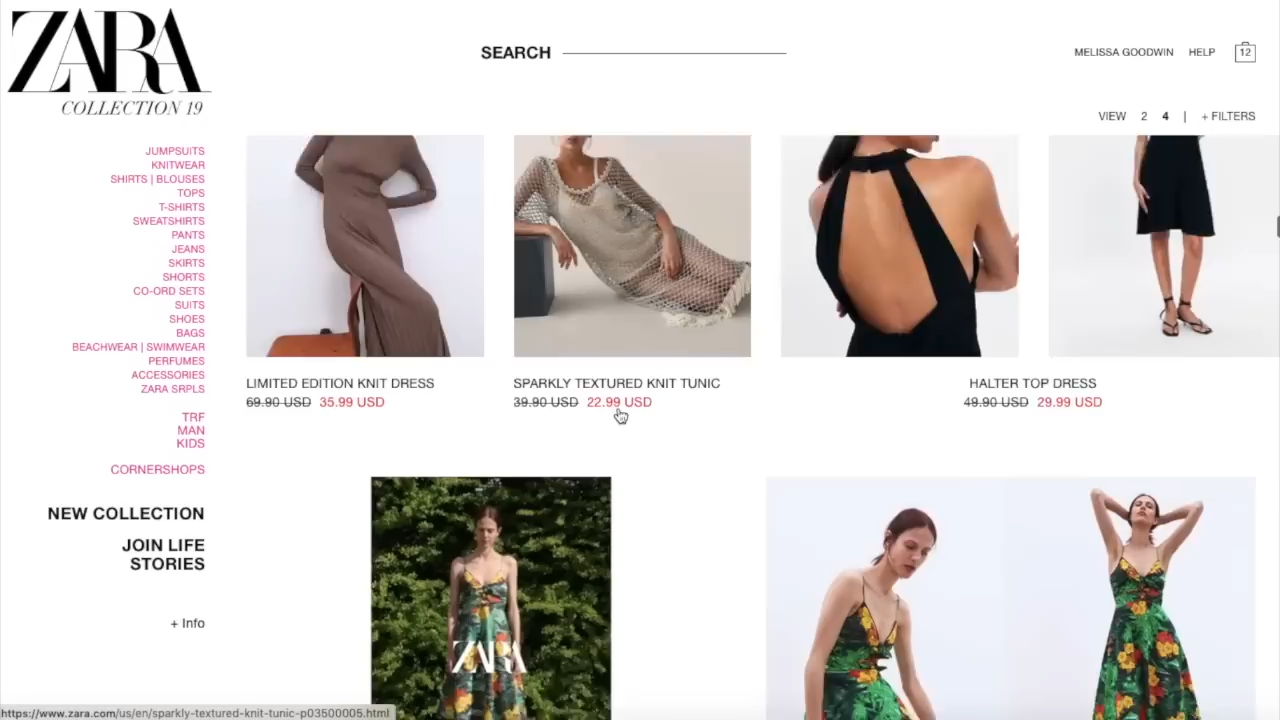 ZARA
COLLECTION 19
SEARCH
MELISSA GOODWIN HELP 12
VIEW 2 4 | + FILTERS
JUMPSUITS
KNITWEAR
SHIRTS | BLOUSES
TOPS
T-SHIRTS
SWEATSHIRTS
PANTS
JEANS
SKIRTS
SHORTS
CO-ORD SETS
SUITS
SHOES
BAGS
BEACHWEAR | SWIMWEAR
PERFUMES
ACCESSORIES
ZARA SRPLS
TRF
MAN
KIDS
CORNERSHOPS
NEW COLLECTION
JOIN LIFE
STORIES
+ Info
LIMITED EDITION KNIT DRESS
69.90 USD 35.99 USD
SPARKLY TEXTURED KNIT TUNIC
39.90 USD 22.99 USD
HALTER TOP DRESS
49.90 USD 29.99 USD
ZARA
https://www.zara.com/us/en/sparkly-textured-knit-tunic-p03500005.html